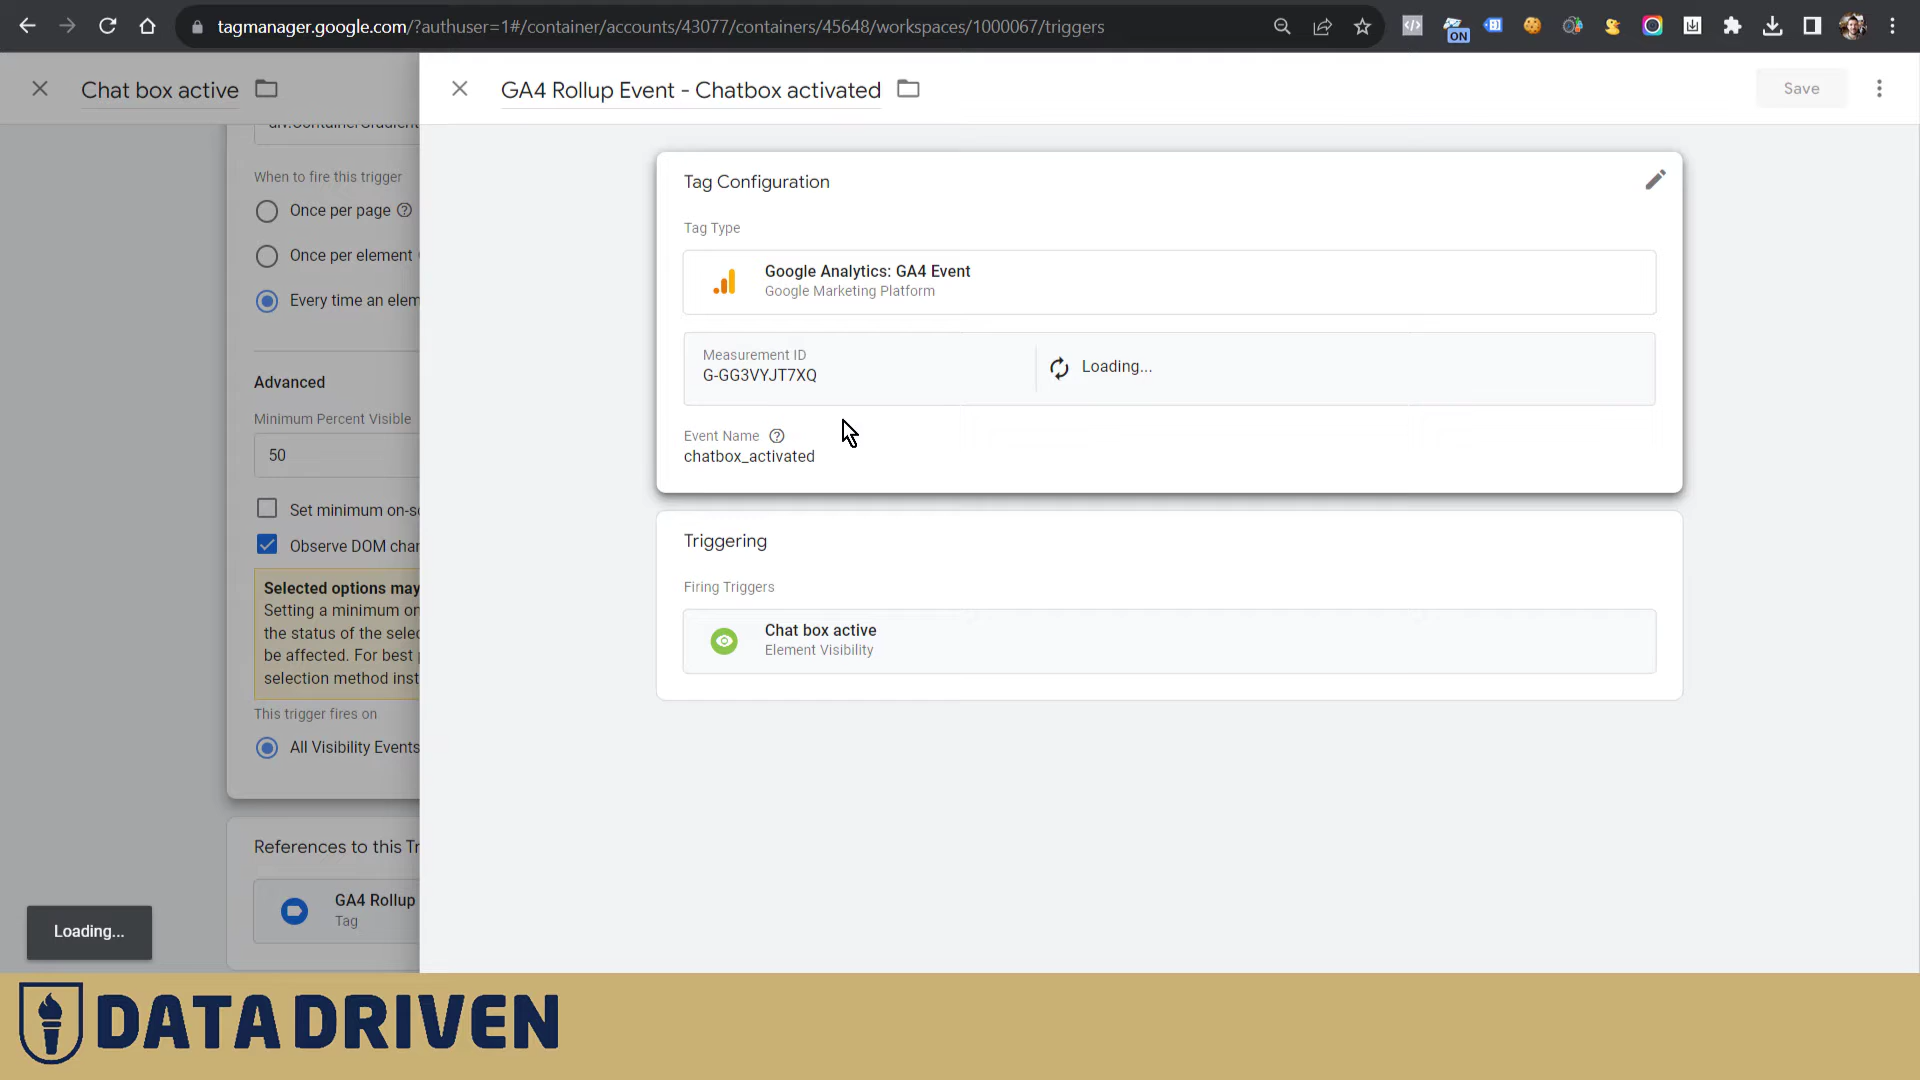 tagmanager.google.com/?authuser=1#/container/accounts/43077/containers/45648/workspaces/1000067/triggers
ON
Chat box active
GA4 Rollup Event - Chatbox activated
Save
When to fire this trigger
Once per page
Once per element
Every time an elem
Advanced
Minimum Percent Visible
50
Set minimum on-s
Observe DOM char
Selected options may
Setting a minimum on
the status of the selec
be affected. For best
selection method inst
This trigger fires on
All Visibility Events
References to this Tr
GA4 Rollup
Tag
Loading...
Tag Configuration
Tag Type
Google Analytics: GA4 Event
Google Marketing Platform
Measurement ID
G-GG3VYJT7XQ
Loading...
Event Name
chatbox_activated
Triggering
Firing Triggers
Chat box active
Element Visibility
DATA DRIVEN